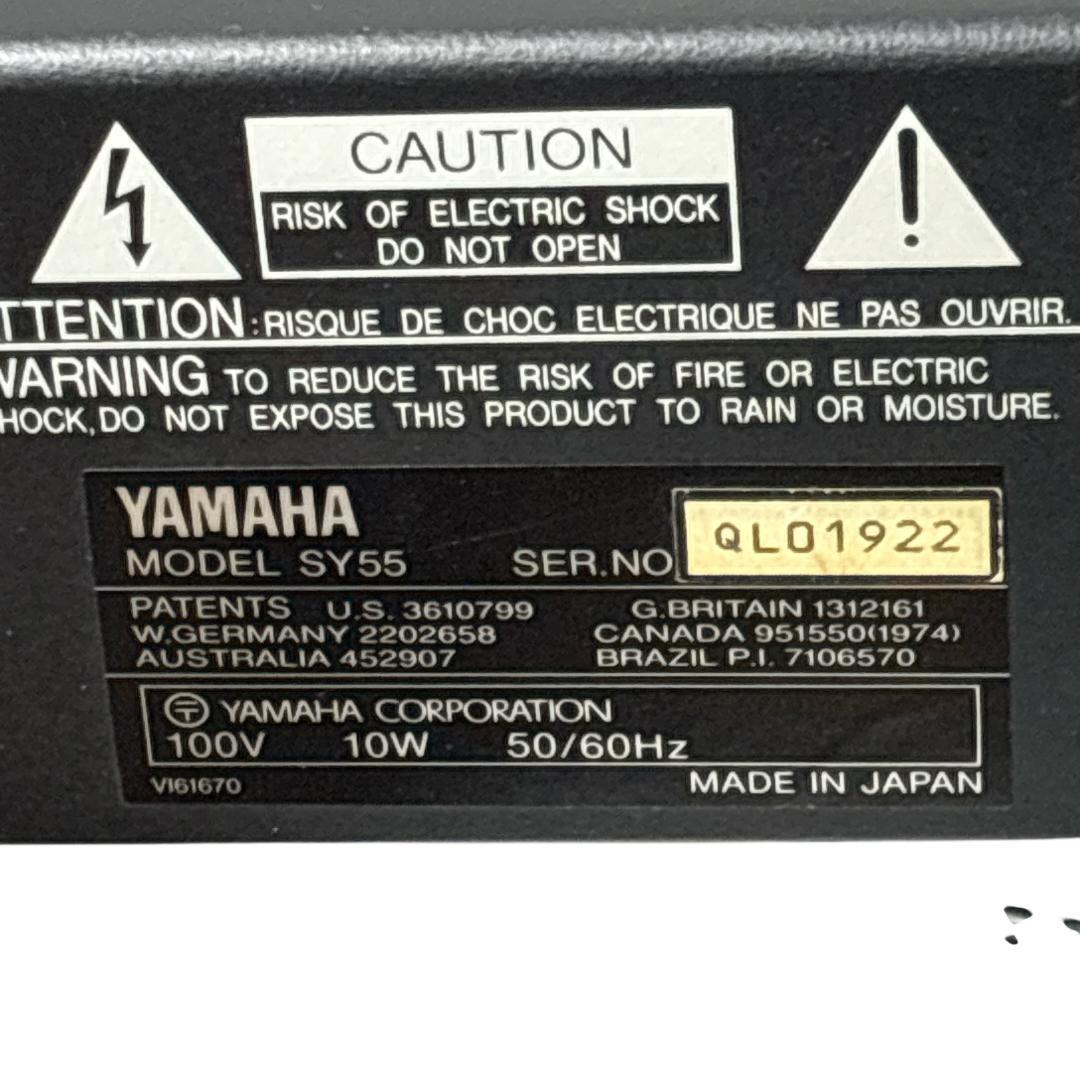 CAUTION
RISK OF ELECTRIC SHOCK
DO NOT OPEN
TTENTION:RISQUE DE CHOC ELECTRIQUE NE PAS OUVRIR.
WARNING TO REDUCE THE RISK OF FIRE OR ELECTRIC
HOCK,DO NOT EXPOSE THIS PRODUCT TO RAIN OR MOISTURE.
YAMAHA
MODEL SY55 SER.NO QL01922
PATENTS U.S. 3610799 G.BRITAIN 1312161
W.GERMANY 2202658 CANADA 951550(1974)
AUSTRALIA 452907 BRAZIL P.I. 7106570
YAMAHA CORPORATION
100V 10W 50/60Hz
VI61670 MADE IN JAPAN